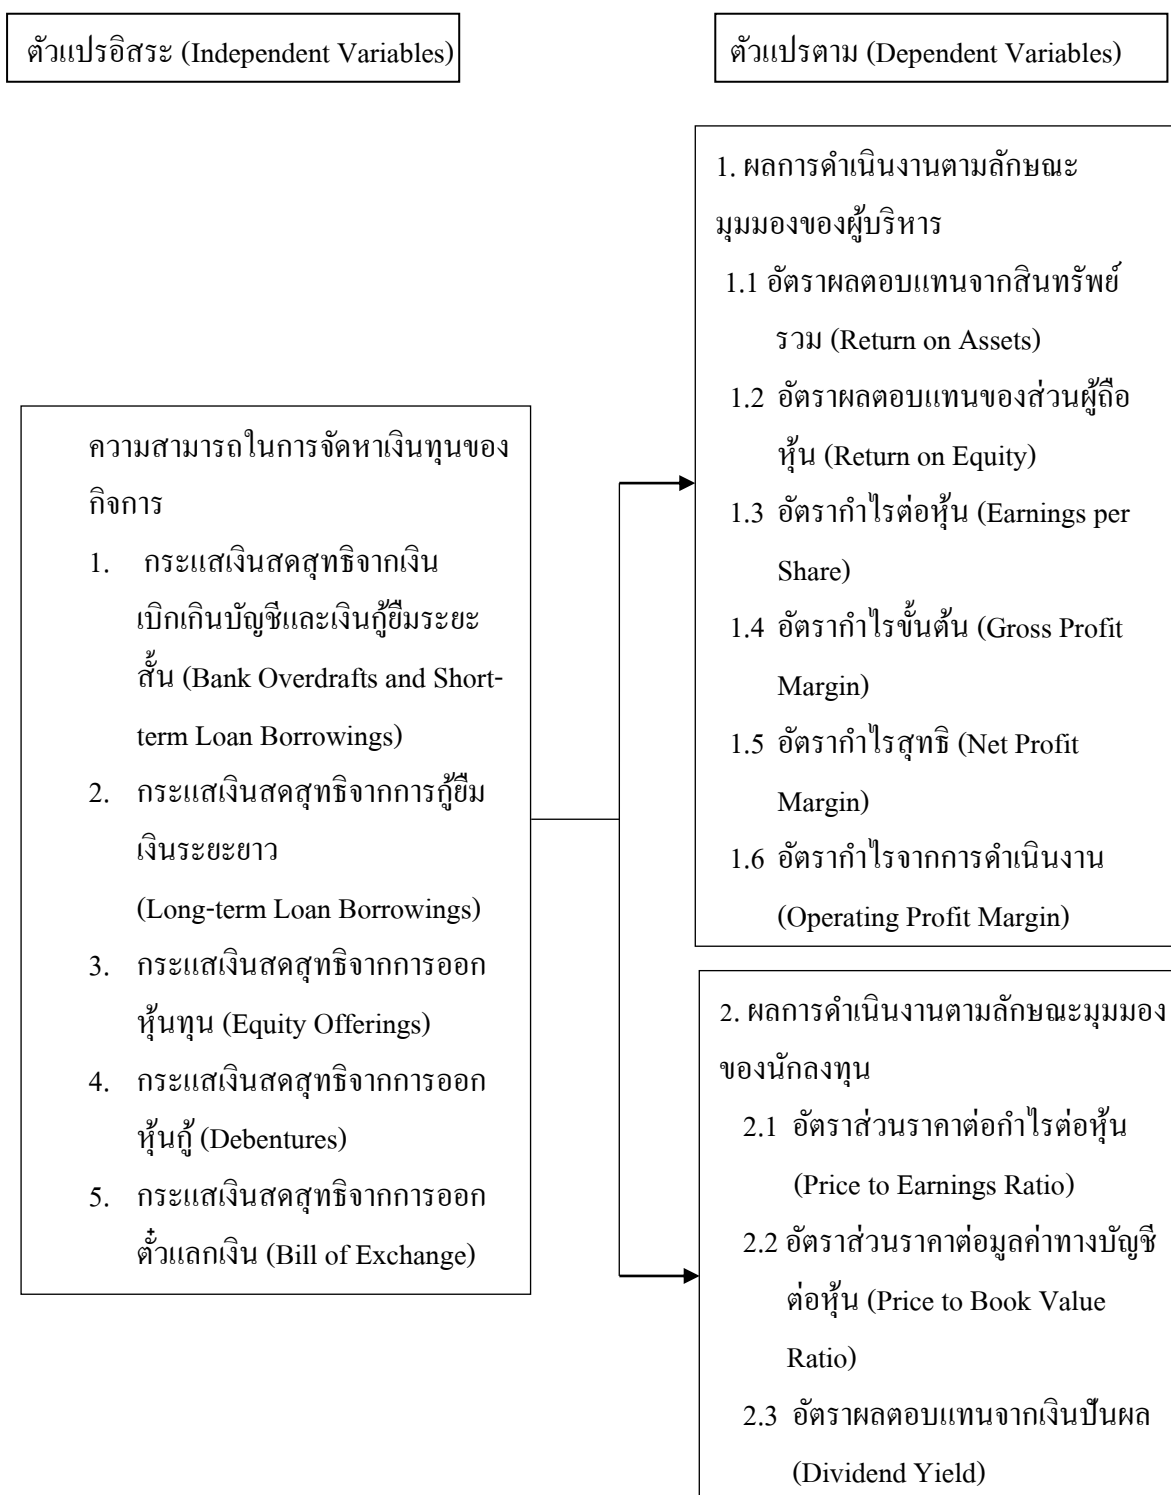 ตัวแปรอิสระ (Independent Variables)
ตัวแปรตาม (Dependent Variables)
ความสามารถในการจัดหาเงินทุนของ
กิจการ
1. กระแสเงินสดสุทธิจากเงิน
เบิกเกินบัญชีและเงินกู้ยืมระยะ
สั้น (Bank Overdrafts and Short-
term Loan Borrowings)
2. กระแสเงินสดสุทธิจากการกู้ยืม
เงินระยะยาว
(Long-term Loan Borrowings)
3. กระแสเงินสดสุทธิจากการออก
หุ้นทุน (Equity Offerings)
4. กระแสเงินสดสุทธิจากการออก
หุ้นกู้ (Debentures)
5. กระแสเงินสดสุทธิจากการออก
ตั๋วแลกเงิน (Bill of Exchange)
1. ผลการดำเนินงานตามลักษณะ
มุมมองของผู้บริหาร
1.1 อัตราผลตอบแทนจากสินทรัพย์
รวม (Return on Assets)
1.2 อัตราผลตอบแทนของส่วนผู้ถือ
หุ้น (Return on Equity)
1.3 อัตรากำไรต่อหุ้น (Earnings per
Share)
1.4 อัตรากำไรขั้นต้น (Gross Profit
Margin)
1.5 อัตรากำไรสุทธิ (Net Profit
Margin)
1.6 อัตรากำไรจากการดำเนินงาน
(Operating Profit Margin)
2. ผลการดำเนินงานตามลักษณะมุมมอง
ของนักลงทุน
2.1 อัตราส่วนราคาต่อกำไรต่อหุ้น
(Price to Earnings Ratio)
2.2 อัตราส่วนราคาต่อมูลค่าทางบัญชี
ต่อหุ้น (Price to Book Value
Ratio)
2.3 อัตราผลตอบแทนจากเงินปันผล
(Dividend Yield)